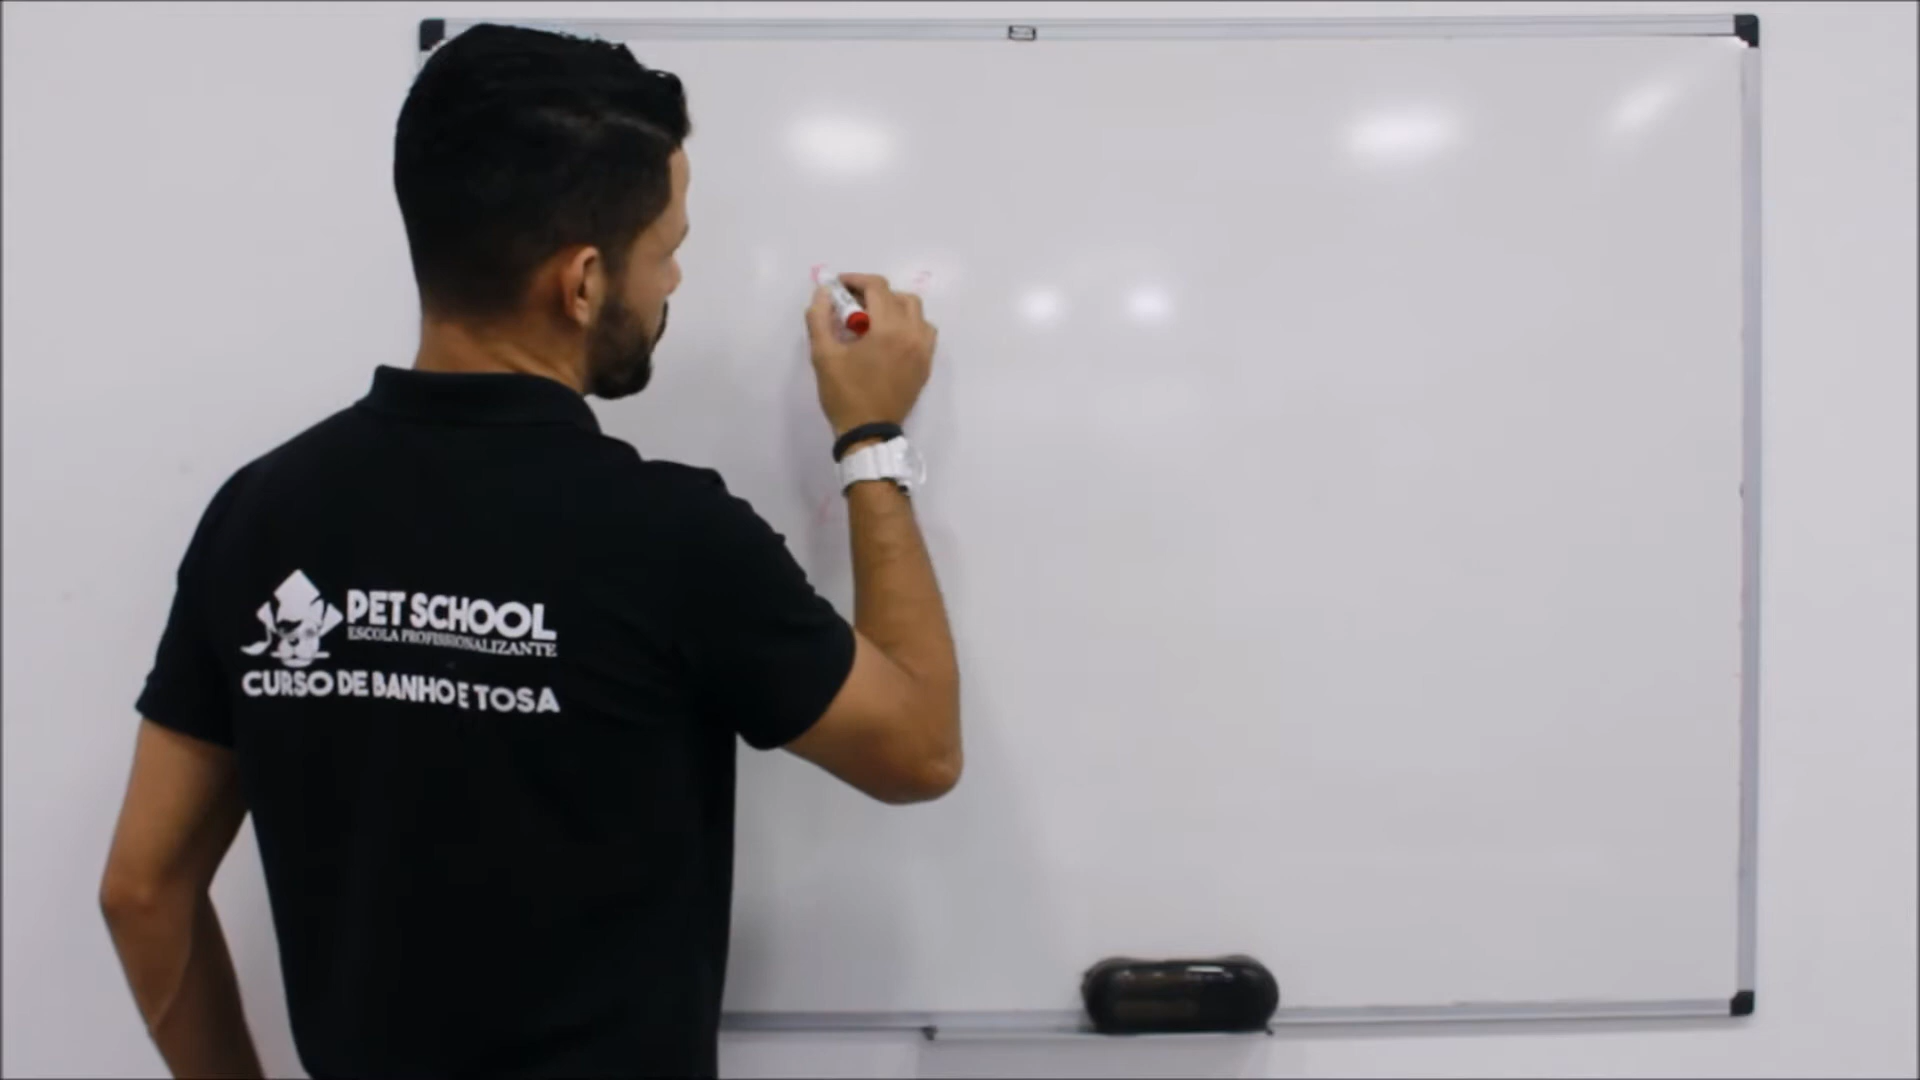 PET SCHOOL
ESCOLA PROFISSIONALIZANTE
CURSO DE BANHO E TOSA